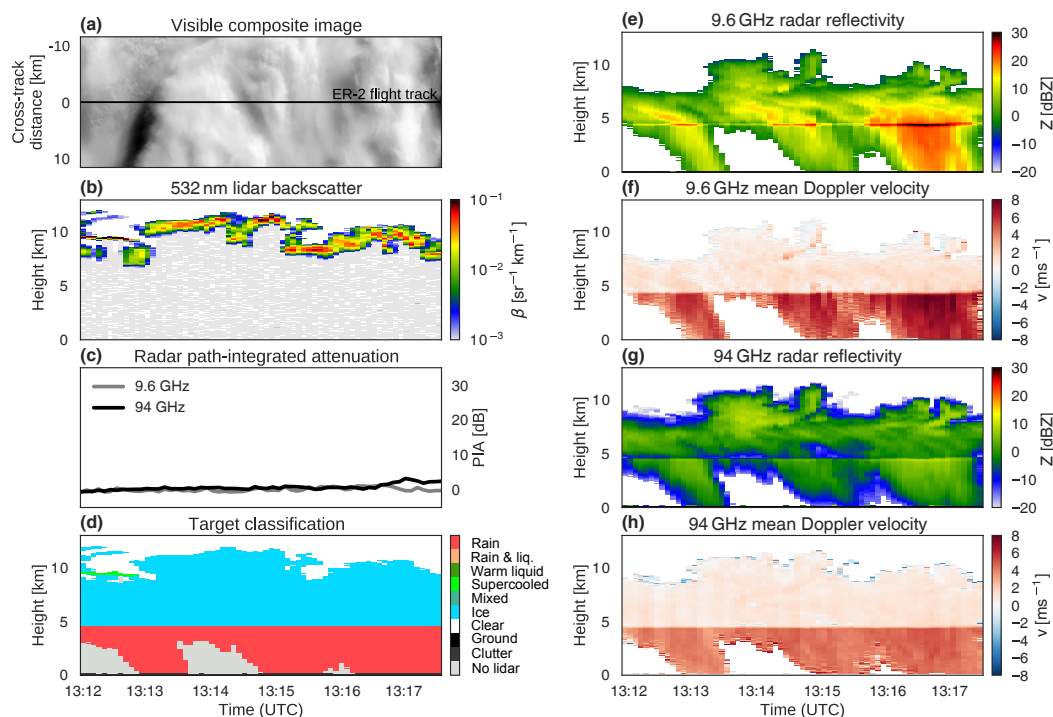 (a) Visible composite image
Cross-track
distance [km]
-10
0
10
ER-2 flight track
(b) 532 nm lidar backscatter
Height [km]
10
5
0
10⁻¹
10⁻²
10⁻³
β [sr⁻¹ km⁻¹]
(c) Radar path-integrated attenuation
9.6 GHz
94 GHz
30
20
10
0
PIA [dB]
(d) Target classification
Height [km]
10
5
0
Rain
Rain & liq.
Warm liquid
Supercooled
Mixed
Ice
Clear
Ground
Clutter
No lidar
13:12 13:13 13:14 13:15 13:16 13:17
Time (UTC)
(e) 9.6 GHz radar reflectivity
Height [km]
10
5
0
30
20
10
0
−10
−20
Z [dBZ]
(f) 9.6 GHz mean Doppler velocity
Height [km]
10
5
0
8
6
4
2
0
−2
−4
−6
−8
v [ms⁻¹]
(g) 94 GHz radar reflectivity
Height [km]
10
5
0
30
20
10
0
−10
−20
Z [dBZ]
(h) 94 GHz mean Doppler velocity
Height [km]
10
5
0
8
6
4
2
0
−2
−4
−6
−8
v [ms⁻¹]
13:12 13:13 13:14 13:15 13:16 13:17
Time (UTC)